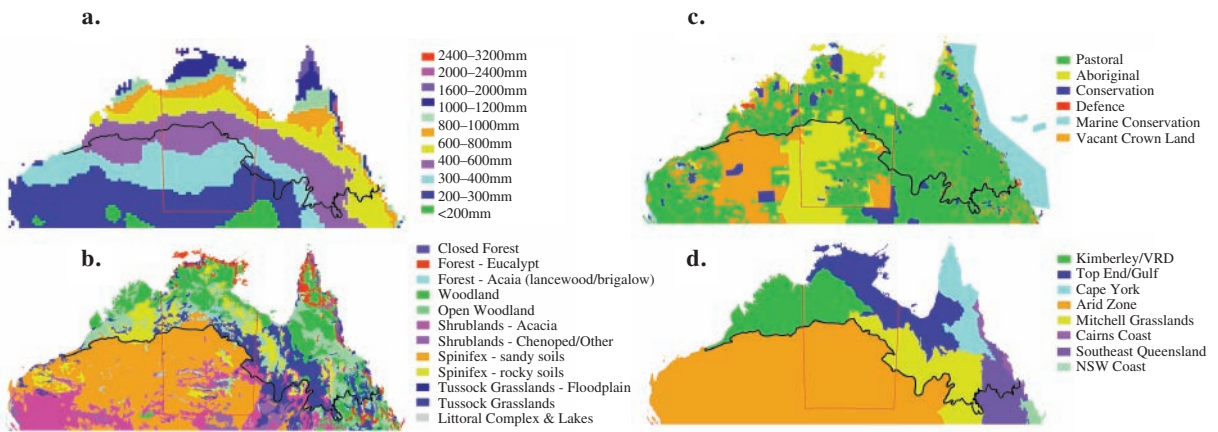 a.
2400–3200mm
2000–2400mm
1600–2000mm
1000–1200mm
800–1000mm
600–800mm
400–600mm
300–400mm
200–300mm
<200mm
b.
Closed Forest
Forest - Eucalypt
Forest - Acaia (lancewood/brigalow)
Woodland
Open Woodland
Shrublands - Acacia
Shrublands - Chenoped/Other
Spinifex - sandy soils
Spinifex - rocky soils
Tussock Grasslands - Floodplain
Tussock Grasslands
Littoral Complex & Lakes
c.
Pastoral
Aboriginal
Conservation
Defence
Marine Conservation
Vacant Crown Land
d.
Kimberley/VRD
Top End/Gulf
Cape York
Arid Zone
Mitchell Grasslands
Cairns Coast
Southeast Queensland
NSW Coast